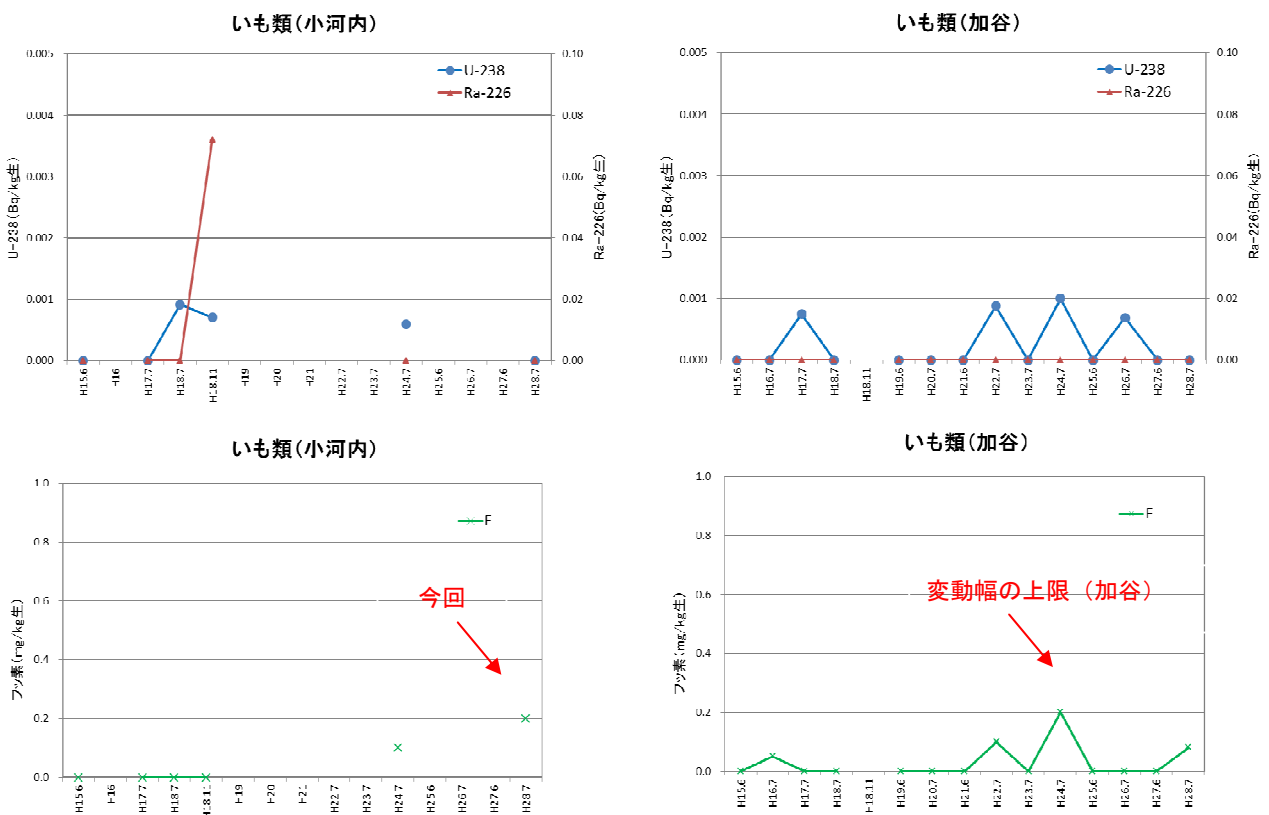 いも類(小河内)
U-238
Ra-226
0.005
0.004
0.003
0.002
0.001
0.000
U-238(Bq/kg生)
0.10
0.08
0.06
0.04
0.02
0.00
Ra-226(Bq/kg生)
H15.6
H16
H17.7
H18.7
H18.11
H19
H20
H21
H22.7
H23.7
H24.7
H25.6
H26.7
H27.6
H28.7
いも類(加谷)
U-238
Ra-226
0.005
0.004
0.003
0.002
0.001
0.000
U-238(Bq/kg生)
0.10
0.08
0.06
0.04
0.02
0.00
Ra-226(Bq/kg生)
H15.6
H16.7
H17.7
H18.7
H18.11
H19.6
H20.7
H21.6
H22.7
H23.7
H24.7
H25.6
H26.7
H27.6
H28.7
いも類(小河内)
F
今回
1.0
0.8
0.6
0.4
0.2
0.0
フッ素(mg/kg生)
H15.6
H16
H17.7
H18.7
H18.11
H19
H20
H21
H22.7
H23.7
H24.7
H25.6
H26.7
H27.6
H28.7
いも類(加谷)
F
変動幅の上限(加谷)
1.0
0.8
0.6
0.4
0.2
0.0
フッ素(mg/kg生)
H15.6
H16.7
H17.7
H18.7
H18.11
H19.6
H20.7
H21.6
H22.7
H23.7
H24.7
H25.6
H26.7
H27.6
H28.7